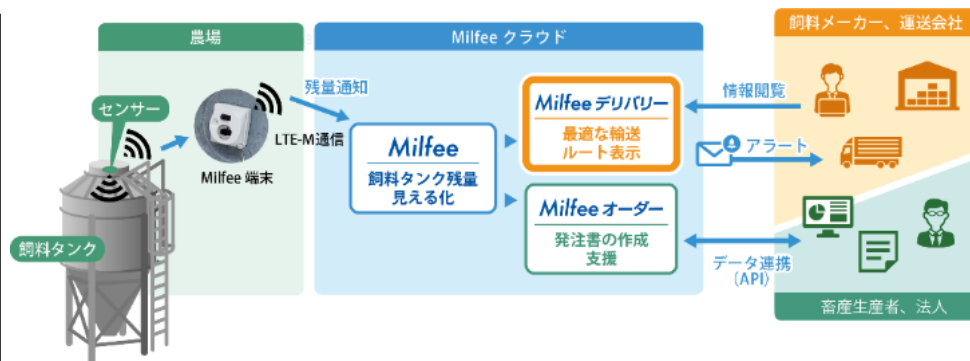 農場
Milfee クラウド
飼料メーカー、運送会社
センサー
残量通知
LTE-M通信
Milfee 端末
飼料タンク
Milfee
飼料タンク残量
見える化
Milfee デリバリー
最適な輸送
ルート表示
Milfee オーダー
発注書の作成
支援
情報閲覧
アラート
データ連携
(API)
畜産生産者、法人